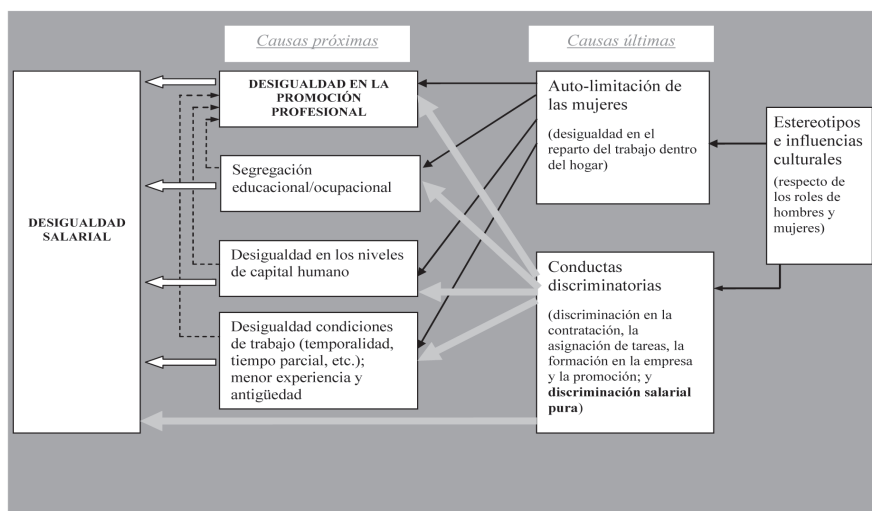 Causas próximas
Causas últimas
DESIGUALDAD
SALARIAL
DESIGUALDAD EN LA
PROMOCIÓN
PROFESIONAL
Segregación
educacional/ocupacional
Desigualdad en los niveles
de capital humano
Desigualdad condiciones
de trabajo (temporalidad,
tiempo parcial, etc.);
menor experiencia y
antigüedad
Auto-limitación de
las mujeres
(desigualdad en el
reparto del trabajo dentro
del hogar)
Conductas
discriminatorias
(discriminación en la
contratación, la
asignación de tareas, la
formación en la empresa
y la promoción; y
discriminación salarial
pura)
Estereotipos
e influencias
culturales
(respecto de
los roles de
hombres y
mujeres)